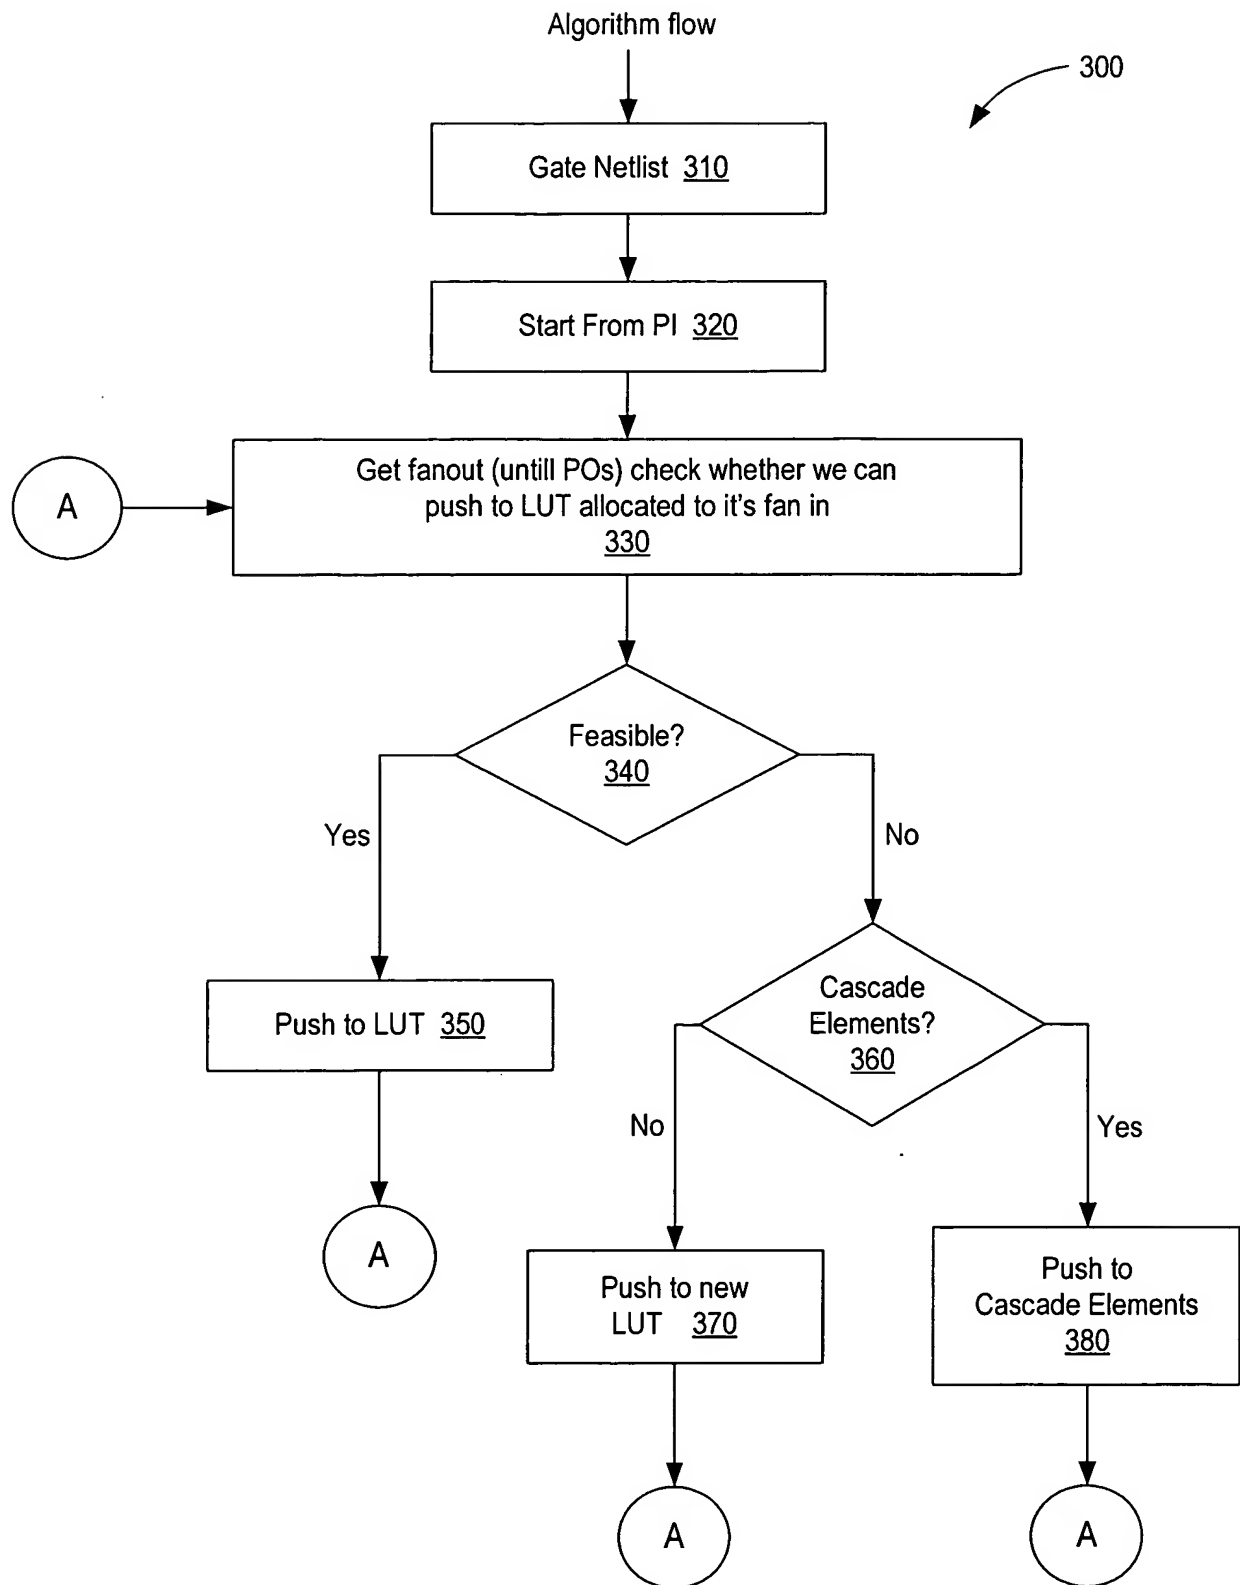 Algorithm flow
300
Gate Netlist 310
Start From PI 320
Get fanout (untill POs) check whether we can
push to LUT allocated to it's fan in
330
A
Feasible?
340
Yes
No
Cascade
Elements?
360
Push to LUT 350
No
Yes
A
Push to new
LUT 370
Push to
Cascade Elements
380
A
A